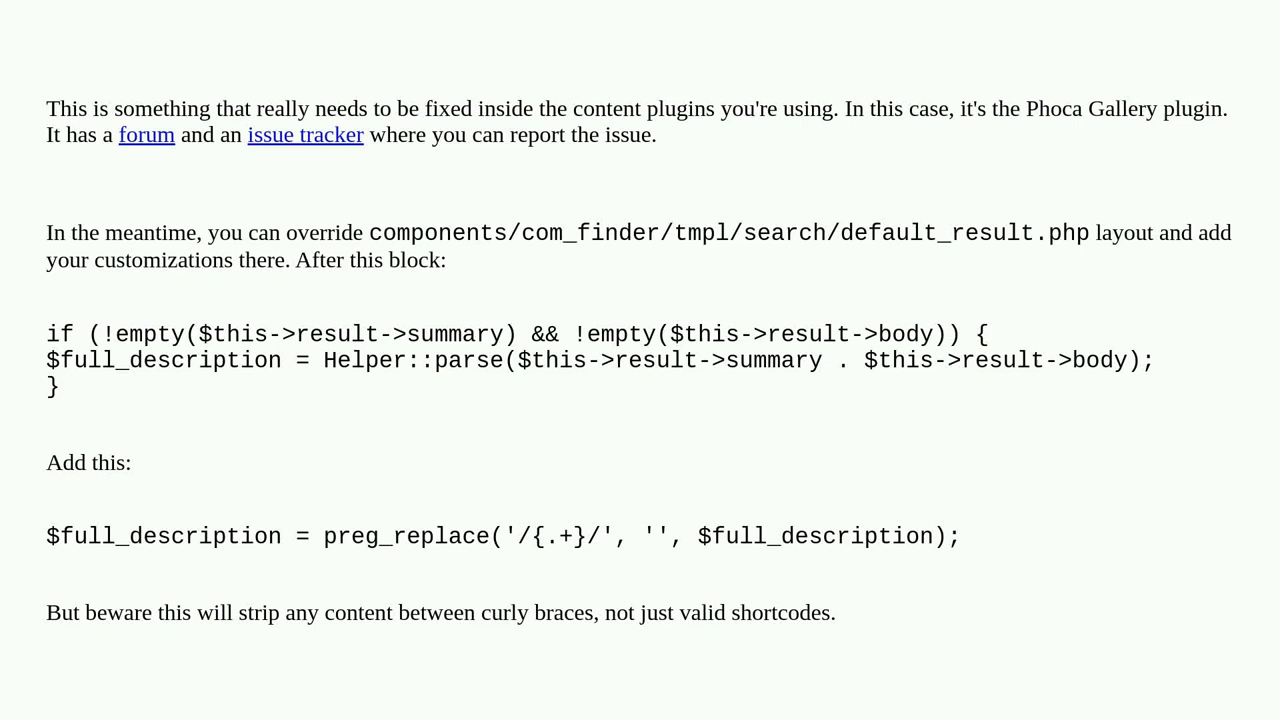 This is something that really needs to be fixed inside the content plugins you're using. In this case, it's the Phoca Gallery plugin.
It has a forum and an issue tracker where you can report the issue.
In the meantime, you can override components/com_finder/tmpl/search/default_result.php layout and add
your customizations there. After this block:
if (!empty($this->result->summary) && !empty($this->result->body)) {
$full_description = Helper::parse($this->result->summary . $this->result->body);
}
Add this:
$full_description = preg_replace('/{.+}/', '', $full_description);
But beware this will strip any content between curly braces, not just valid shortcodes.